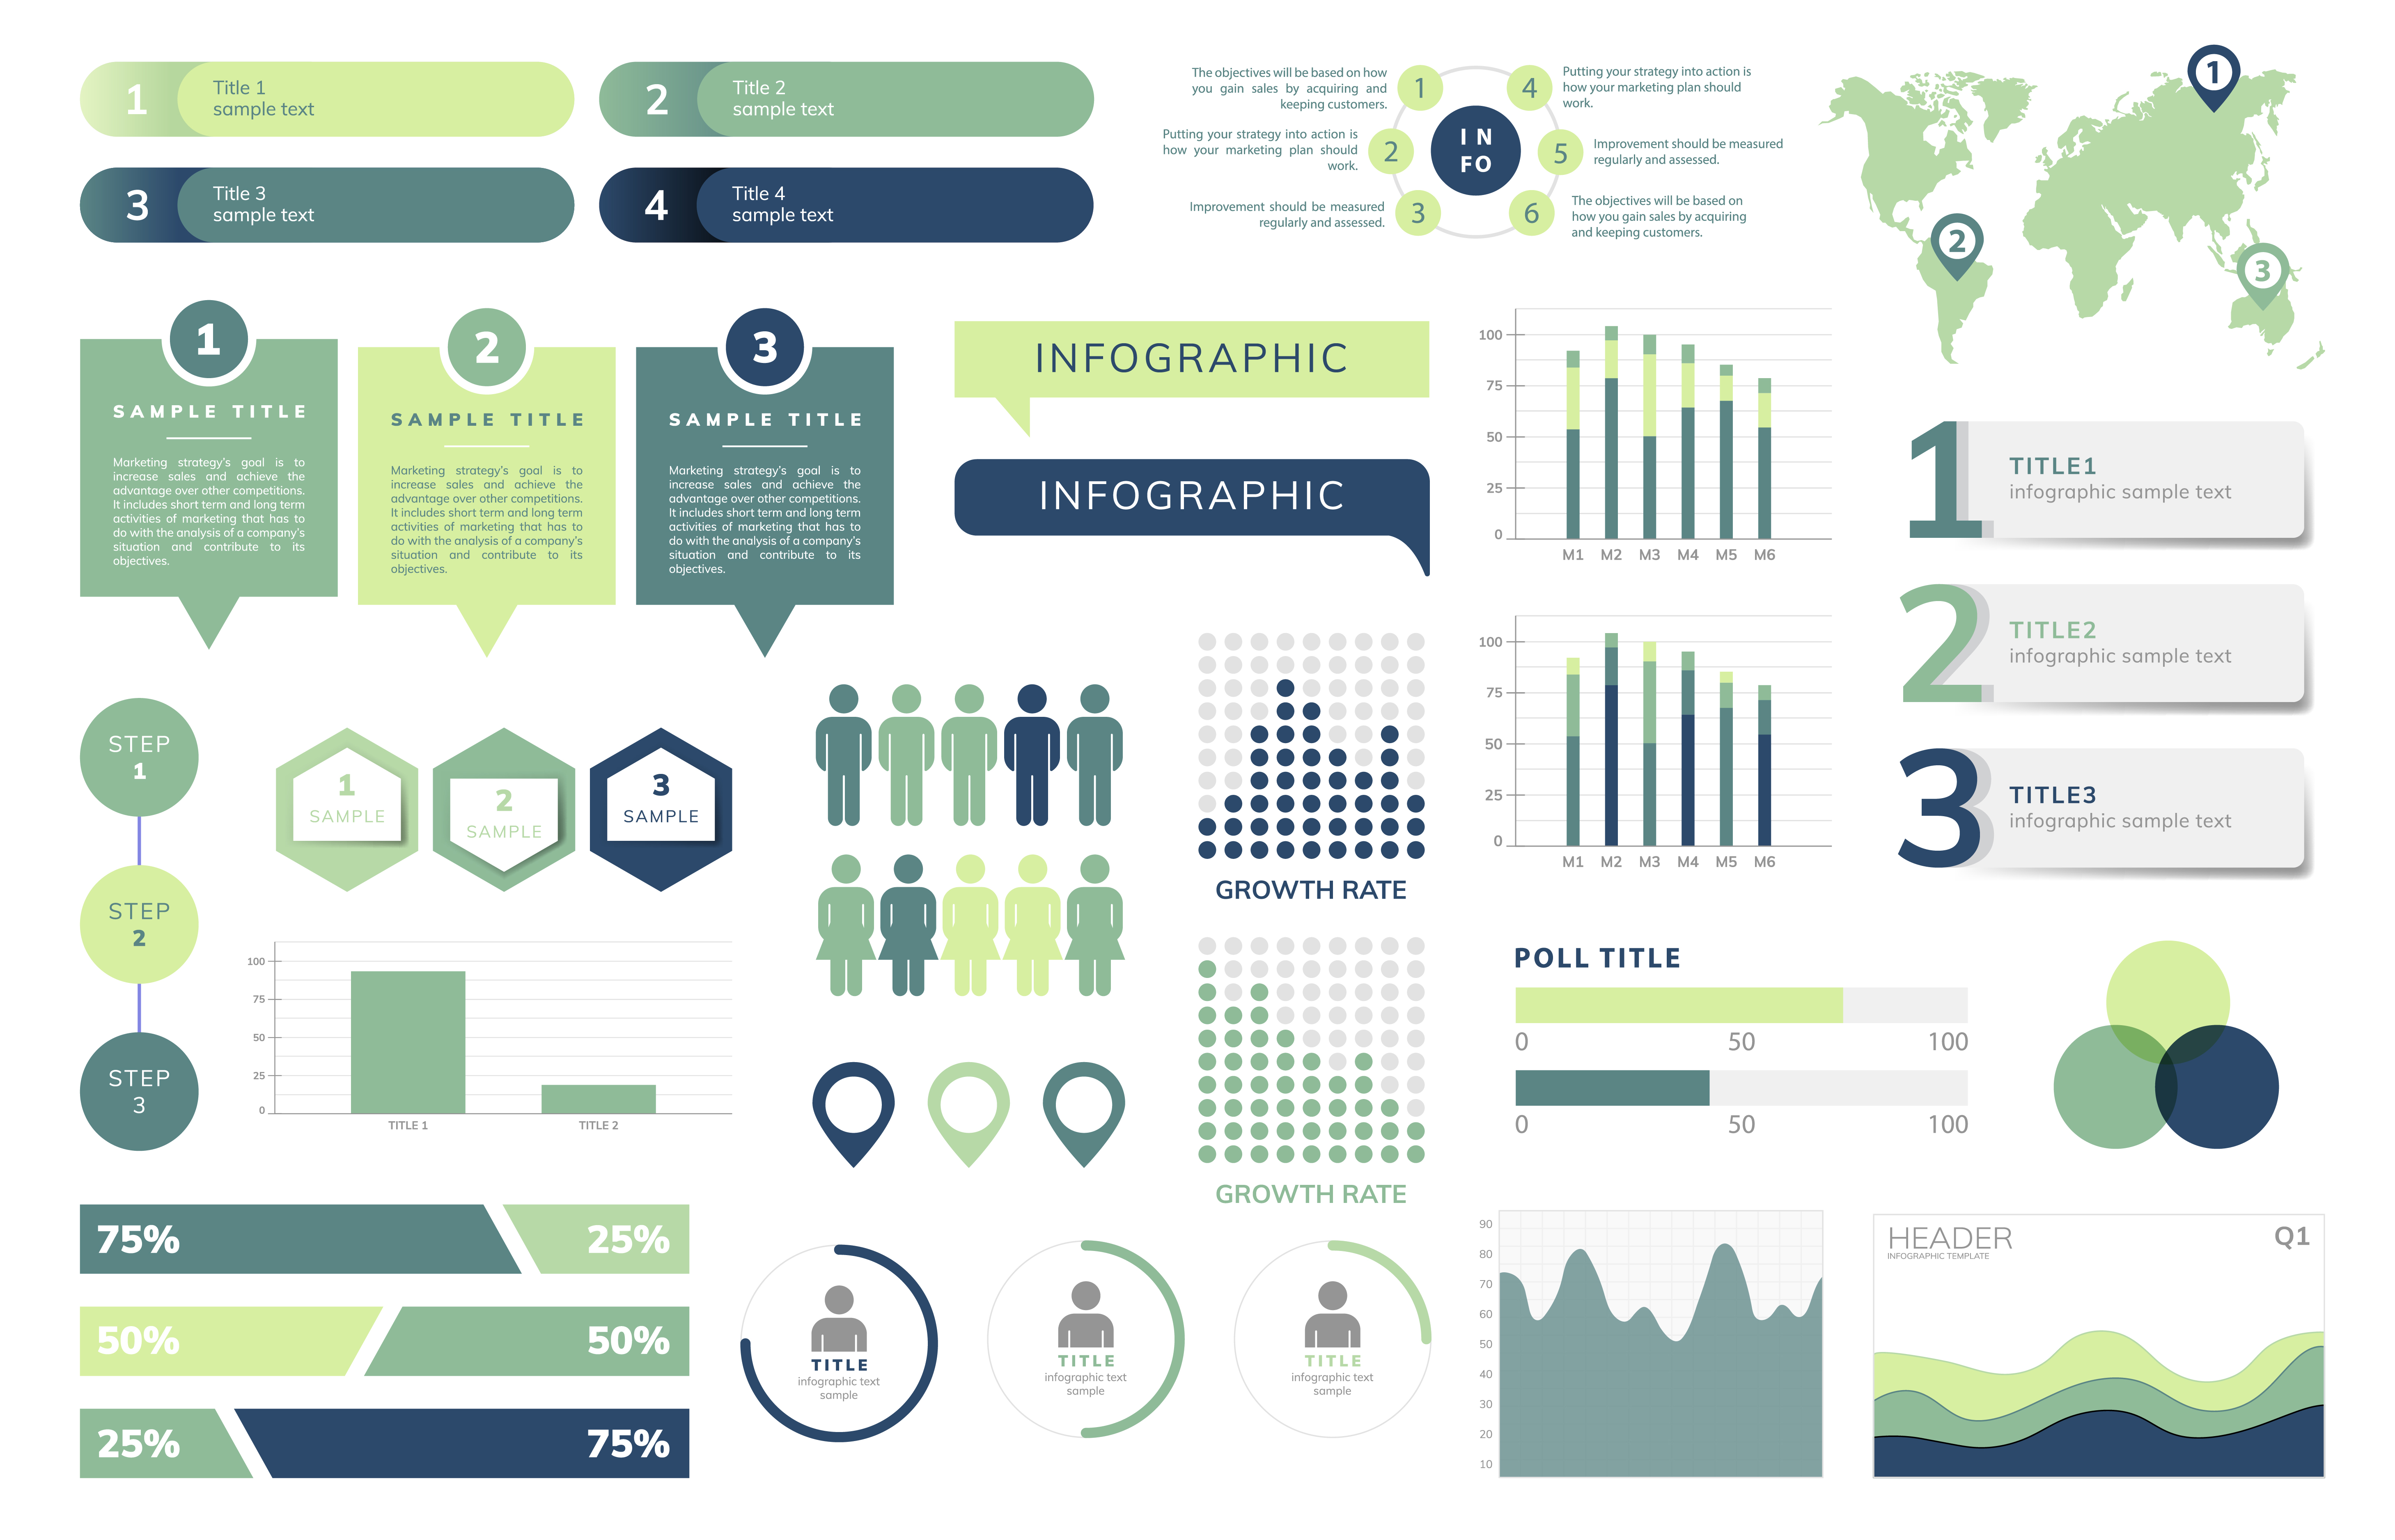 1
Title 1
sample text
2
Title 2
sample text
3
Title 3
sample text
4
Title 4
sample text
The objectives will be based on how
you gain sales by acquiring and
keeping customers.
1
Putting your strategy into action is
how your marketing plan should
work.
2
Improvement should be measured
regularly and assessed.
3
IN
FO
4
Putting your strategy into action is
how your marketing plan should
work.
5
Improvement should be measured
regularly and assessed.
6
The objectives will be based on
how you gain sales by acquiring
and keeping customers.
1
2
3
1
SAMPLE TITLE
Marketing strategy's goal is to
increase sales and achieve the
advantage over other competitions.
It includes short term and long term
activities of marketing that has to
do with the analysis of a company's
situation and contribute to its
objectives.
2
SAMPLE TITLE
Marketing strategy's goal is to
increase sales and achieve the
advantage over other competitions.
It includes short term and long term
activities of marketing that has to
do with the analysis of a company's
situation and contribute to its
objectives.
3
SAMPLE TITLE
Marketing strategy's goal is to
increase sales and achieve the
advantage over other competitions.
It includes short term and long term
activities of marketing that has to
do with the analysis of a company's
situation and contribute to its
objectives.
INFOGRAPHIC
INFOGRAPHIC
100
75
50
25
0
M1 M2 M3 M4 M5 M6
1
TITLE1
infographic sample text
2
TITLE2
infographic sample text
3
TITLE3
infographic sample text
STEP
1
STEP
2
STEP
3
1
SAMPLE
2
SAMPLE
3
SAMPLE
GROWTH RATE
100
75
50
25
0
M1 M2 M3 M4 M5 M6
100
75
50
25
0
TITLE 1 TITLE 2
GROWTH RATE
POLL TITLE
0 50 100
0 50 100
75% 25%
50% 50%
25% 75%
TITLE
infographic text
sample
TITLE
infographic text
sample
TITLE
infographic text
sample
90
80
70
60
50
40
30
20
10
HEADER
INFOGRAPHIC TEMPLATE
Q1